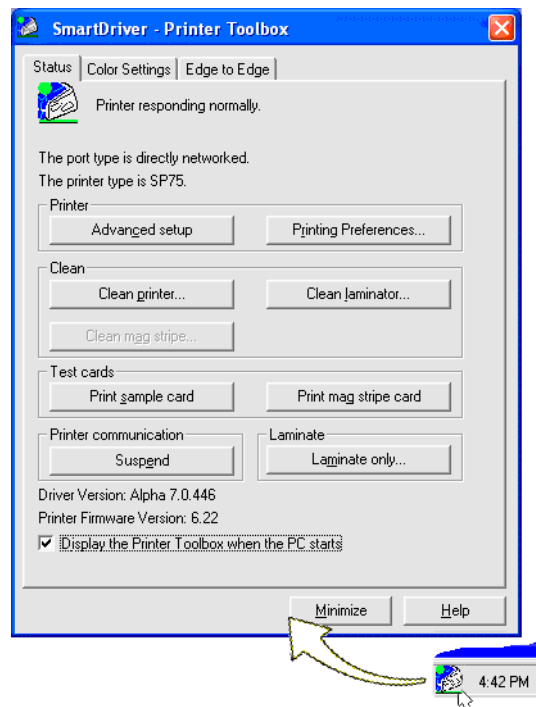 SmartDriver - Printer Toolbox
Status Color Settings Edge to Edge
Printer responding normally.
The port type is directly networked.
The printer type is SP75.
Printer
Advanced setup Printing Preferences...
Clean
Clean printer... Clean laminator...
Clean mag stripe...
Test cards
Print sample card Print mag stripe card
Printer communication Laminate
Suspend Laminate only...
Driver Version: Alpha 7.0.446
Printer Firmware Version: 6.22
Display the Printer Toolbox when the PC starts
Minimize Help
4:42 PM